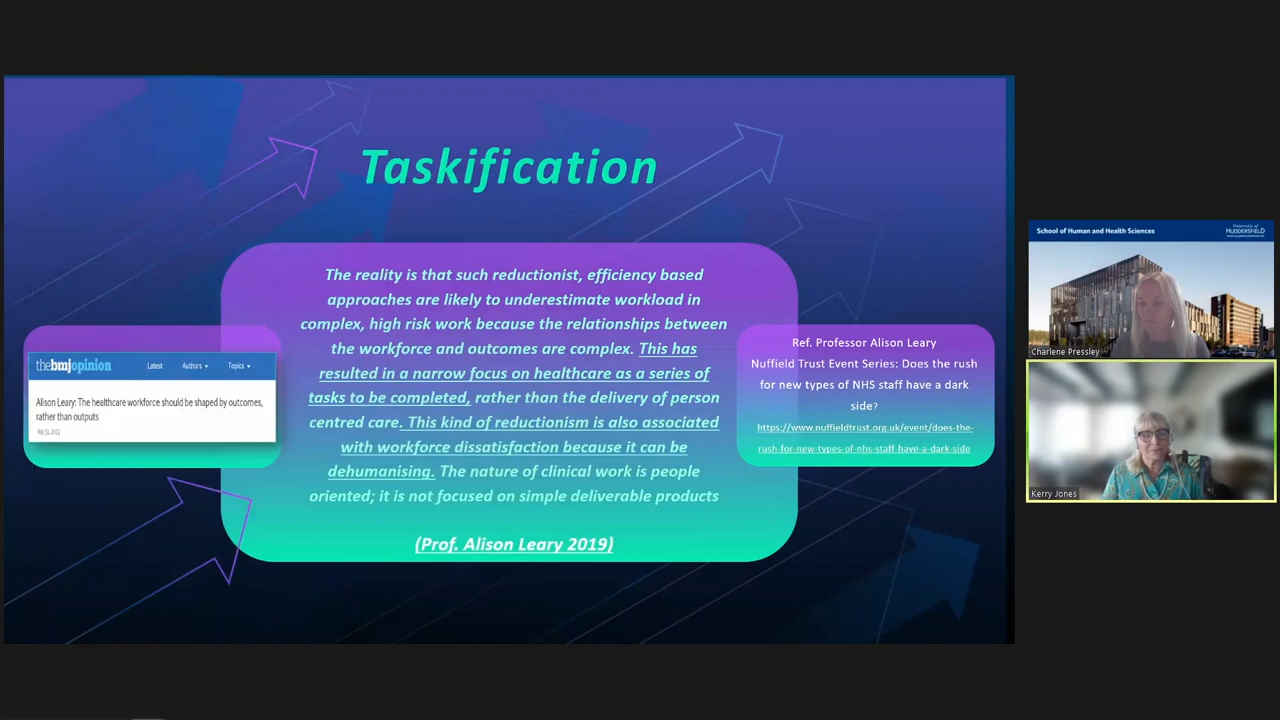 Taskification
The reality is that such reductionist, efficiency based
approaches are likely to underestimate workload in
complex, high risk work because the relationships between
the workforce and outcomes are complex. This has
resulted in a narrow focus on healthcare as a series of
tasks to be completed, rather than the delivery of person
centred care. This kind of reductionism is also associated
with workforce dissatisfaction because it can be
dehumanising. The nature of clinical work is people
oriented; it is not focused on simple deliverable products
(Prof. Alison Leary 2019)
thebmjopinion
Latest
Authors
Topics
Alison Leary: The healthcare workforce should be shaped by outcomes,
rather than outputs
Ref. Professor Alison Leary
Nuffield Trust Event Series: Does the rush
for new types of NHS staff have a dark
side?
https://www.nuffieldtrust.org.uk/event/does-the-
rush-for-new-types-of-nhs-staff-have-a-dark-side
School of Human and Health Sciences
University of
HUDDERSFIELD
Charlene Pressley
Kerry Jones